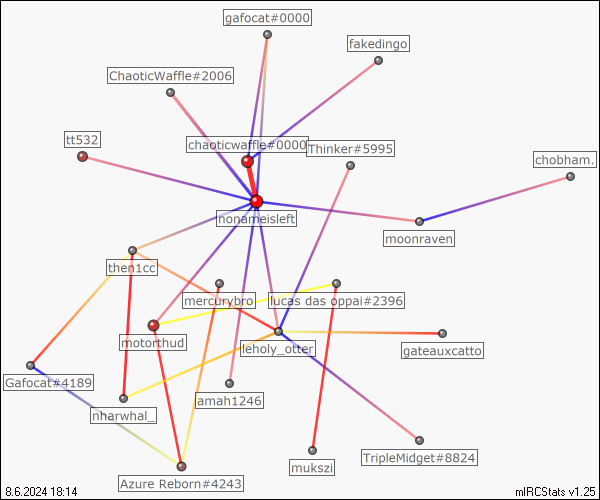 gafocat#0000
fakedingo
ChaoticWaffle#2006
tt532
chaoticwaffle#0000
Thinker#5995
chobham.
nonameisleft
moonraven
then1cc
mercurybro
lucas das oppai#2396
motorthud
leholy_otter
gateauxcatto
Gafocat#4189
amah1246
nharwhal_
TripleMidget#8824
mukszi
Azure Reborn#4243
8.6.2024 18:14
mIRCStats v1.25